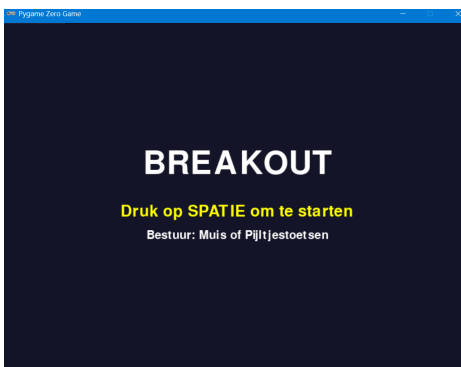 Pygame Zero Game
BREAKOUT
Druk op SPATIE om te starten
Bestuur: Muis of Pijltjestoetsen